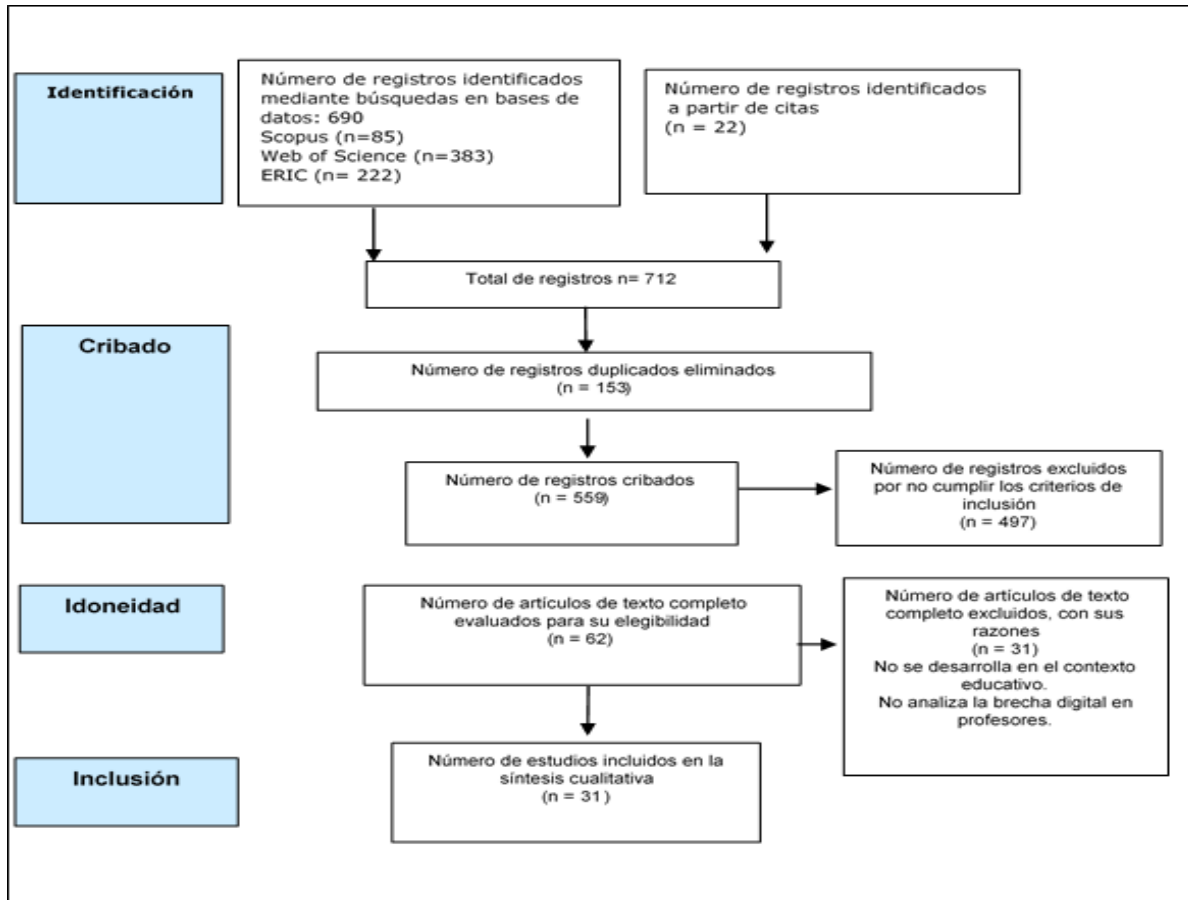 Identificación
Número de registros identificados
mediante búsquedas en bases de
datos: 690
Scopus (n=85)
Web of Science (n=383)
ERIC (n= 222)
Número de registros identificados
a partir de citas
(n = 22)
Total de registros n= 712
Cribado
Número de registros duplicados eliminados
(n = 153)
Número de registros cribados
(n = 559)
Número de registros excluidos
por no cumplir los criterios de
inclusión
(n = 497)
Idoneidad
Número de artículos de texto completo
evaluados para su elegibilidad
(n = 62)
Número de artículos de texto
completo excluidos, con sus
razones
(n = 31)
No se desarrolla en el contexto
educativo.
No analiza la brecha digital en
profesores.
Inclusión
Número de estudios incluidos en la
síntesis cualitativa
(n = 31)